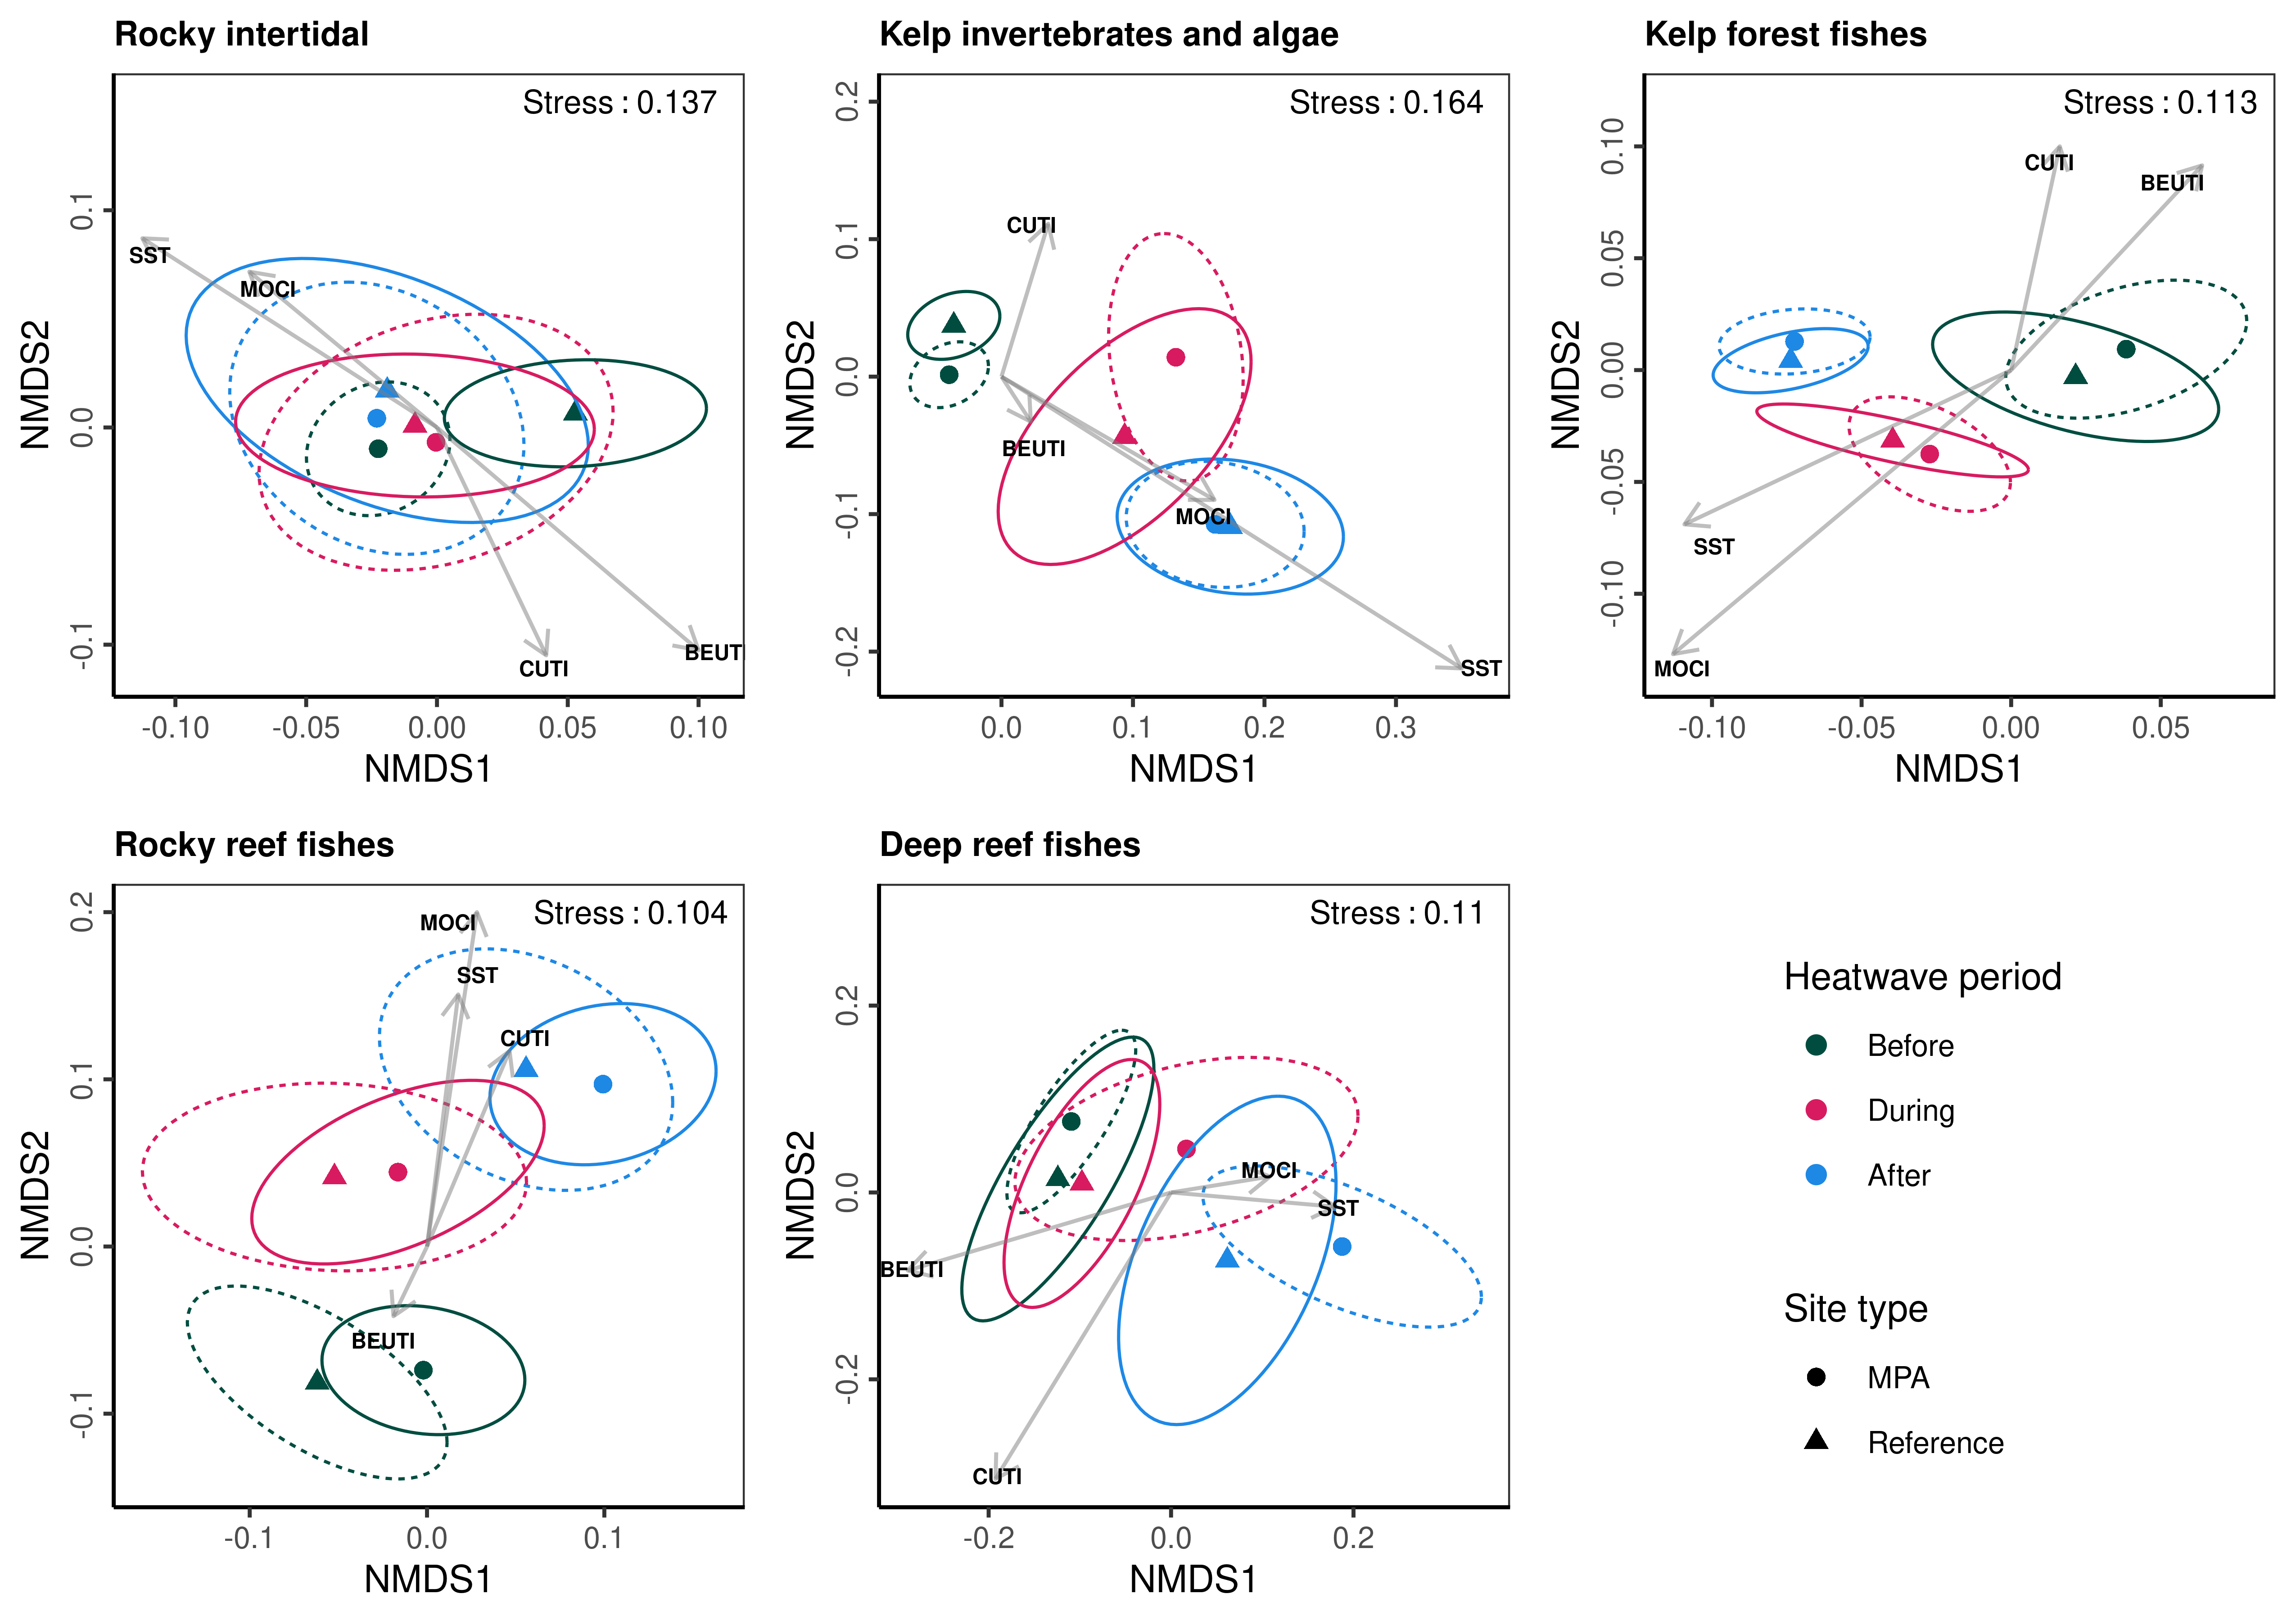 Rocky intertidal
Stress : 0.137
NMDS2
0.1
0.0
-0.1
SST
MOCI
CUTI
BEUTI
-0.10 -0.05 0.00 0.05 0.10
NMDS1
Kelp invertebrates and algae
Stress : 0.164
NMDS2
0.2
0.1
0.0
-0.1
-0.2
CUTI
BEUTI
MOCI
SST
0.0 0.1 0.2 0.3
NMDS1
Kelp forest fishes
Stress : 0.113
NMDS2
0.10
0.05
0.00
-0.05
-0.10
CUTI
BEUTI
SST
MOCI
-0.10 -0.05 0.00 0.05
NMDS1
Rocky reef fishes
Stress : 0.104
NMDS2
0.2
0.1
0.0
-0.1
MOCI
SST
CUTI
BEUTI
-0.1 0.0 0.1
NMDS1
Deep reef fishes
Stress : 0.11
NMDS2
0.2
0.0
-0.2
MOCI
SST
BEUTI
CUTI
-0.2 0.0 0.2
NMDS1
Heatwave period
Before
During
After
Site type
MPA
Reference